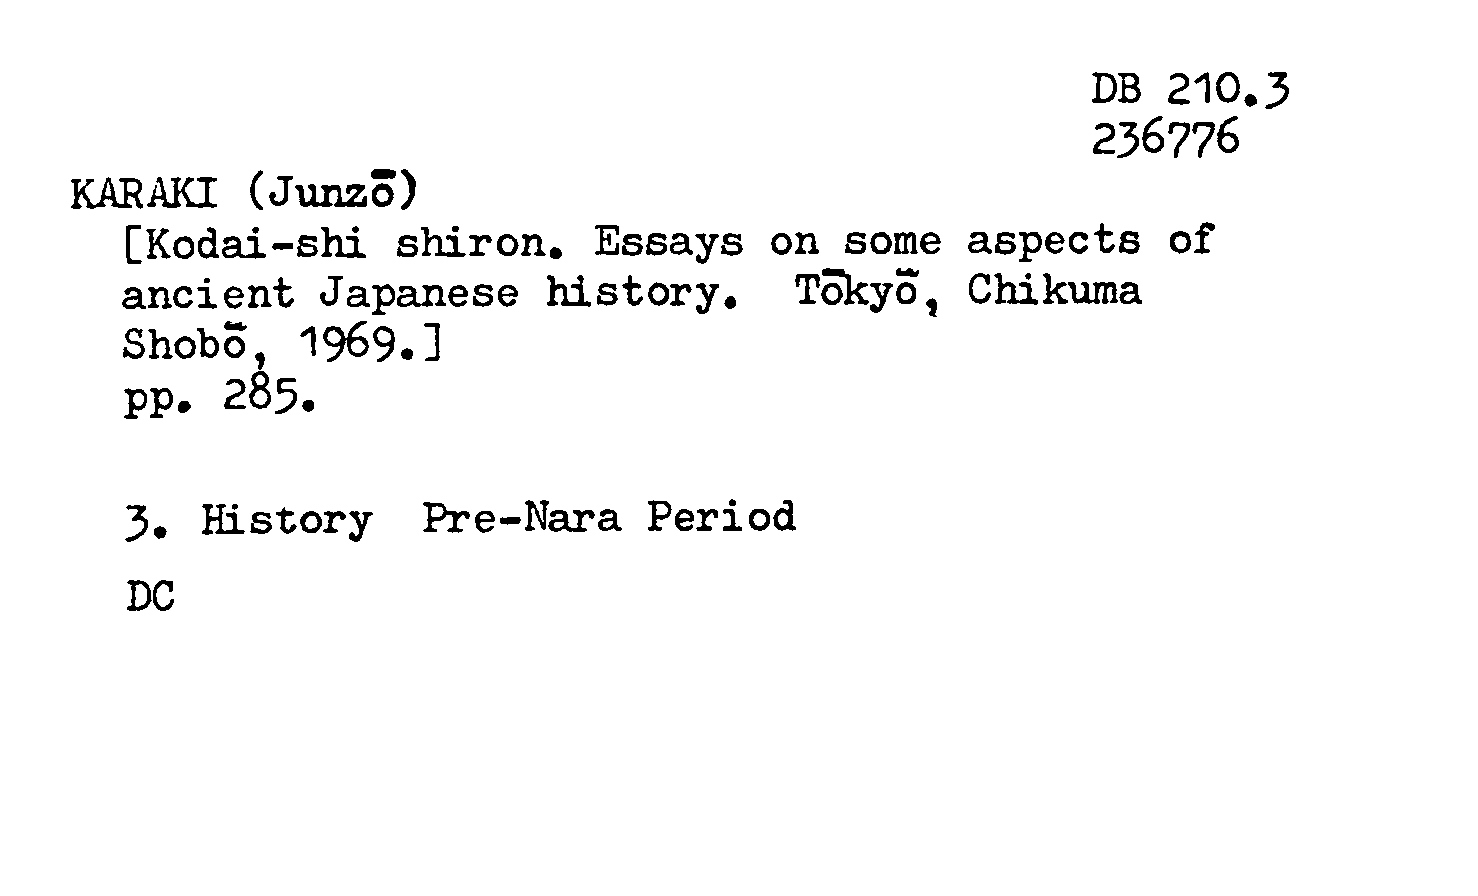 DB 210.3
236776
KARAKI (Junzō)
[Kodai-shi shiron. Essays on some aspects of
ancient Japanese history. Tōkyō, Chikuma
Shobō, 1969.]
pp. 285.
3. History Pre-Nara Period
DC